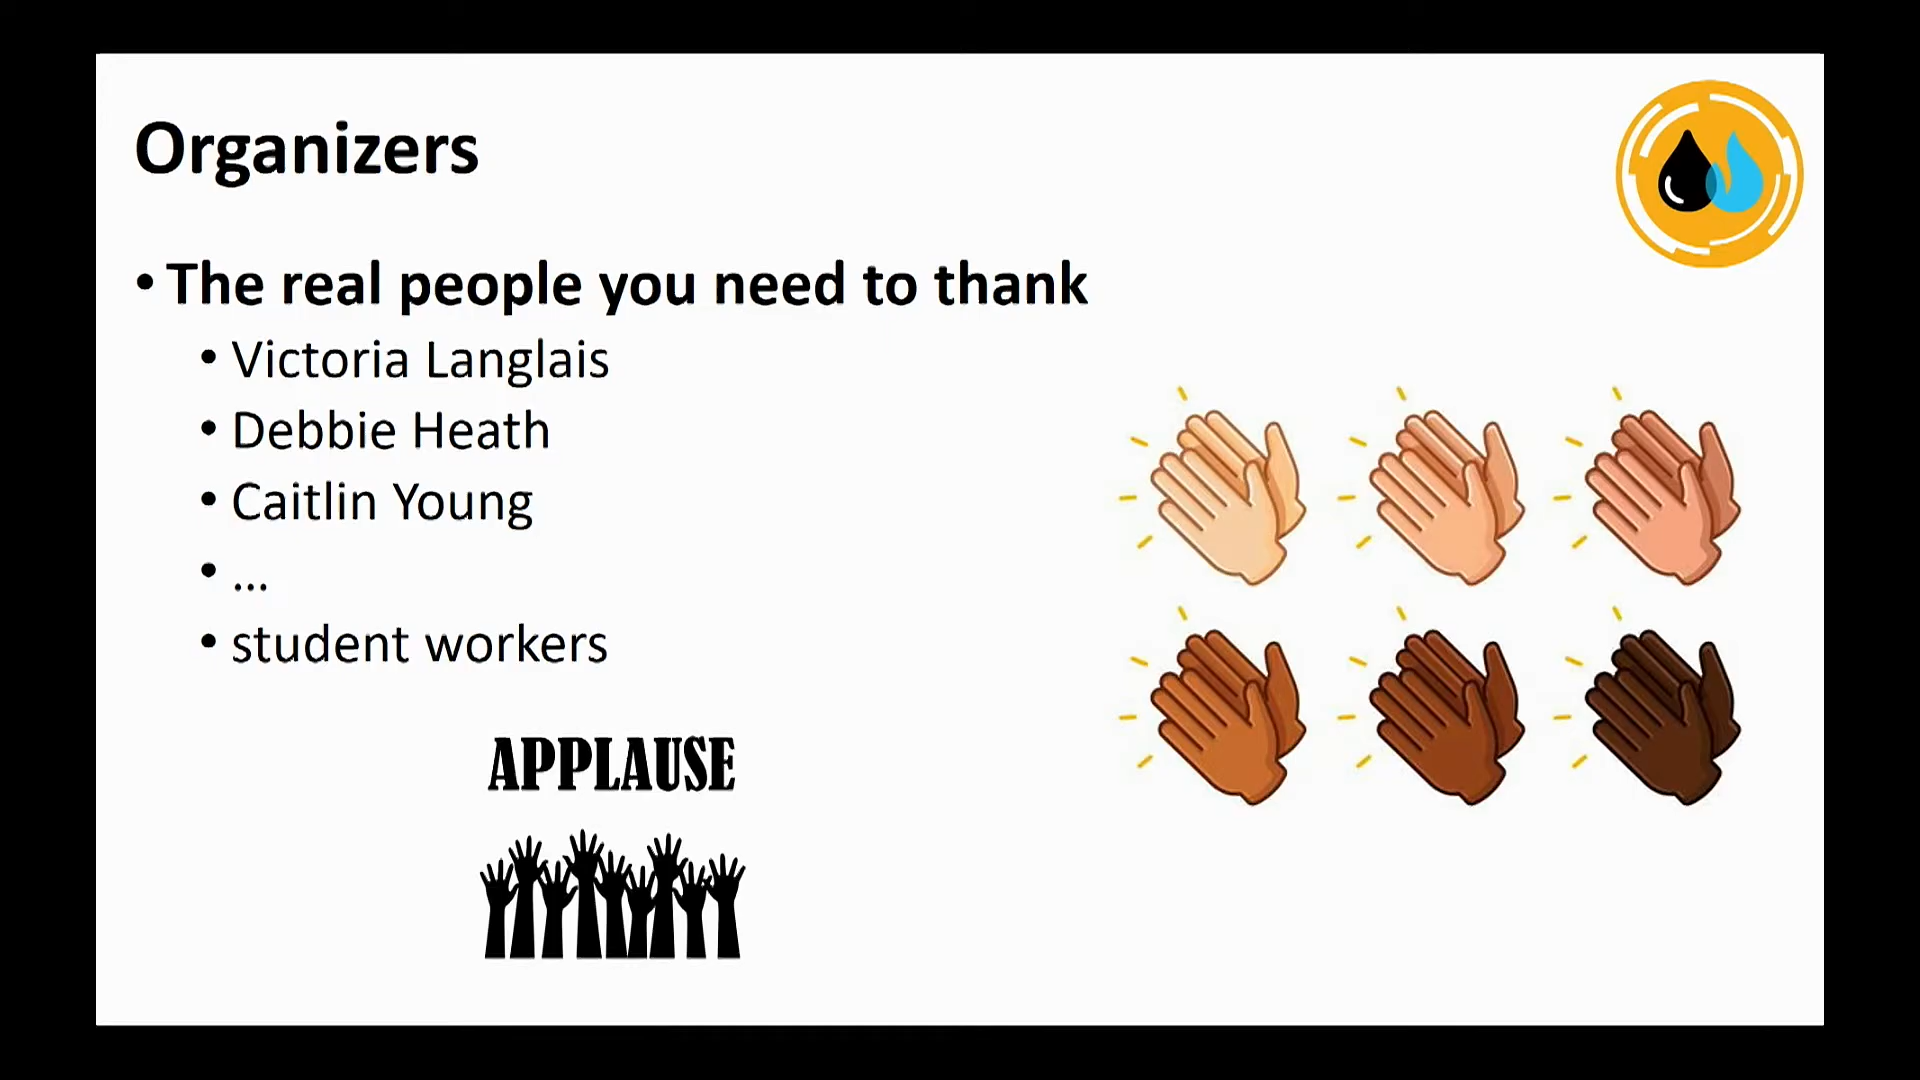 Organizers
• The real people you need to thank
• Victoria Langlais
• Debbie Heath
• Caitlin Young
• ...
• student workers
APPLAUSE